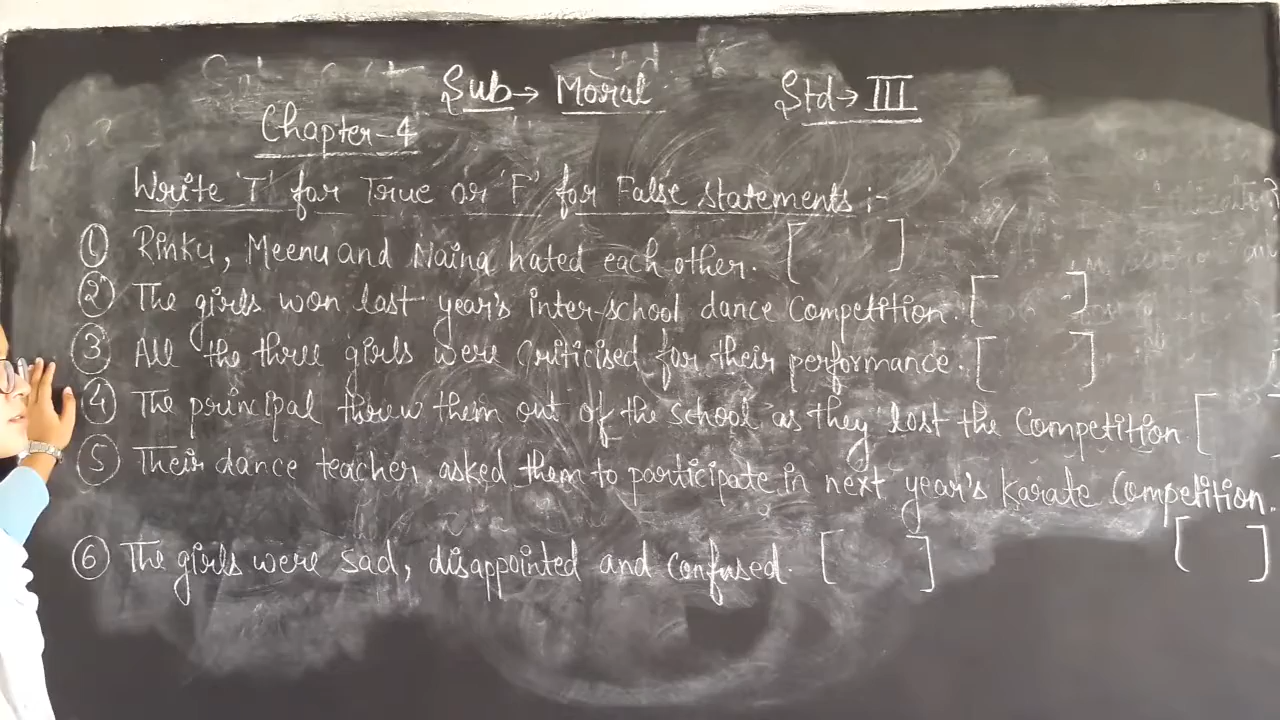 Sub → Moral Std → III
Chapter-4
Write 'T' for True or 'F' for False statements :-
① Rinku, Meenu and Naina hated each other. [ ]
② The girls won last year's inter-school dance Competition. [ ]
③ All the three girls were Criticised for their performance. [ ]
④ The principal threw them out of the school as they lost the Competition. [ ]
⑤ Their dance teacher asked them to participate in next year's Karate Competition.
[ ]
⑥ The girls were sad, disappointed and confused. [ ]